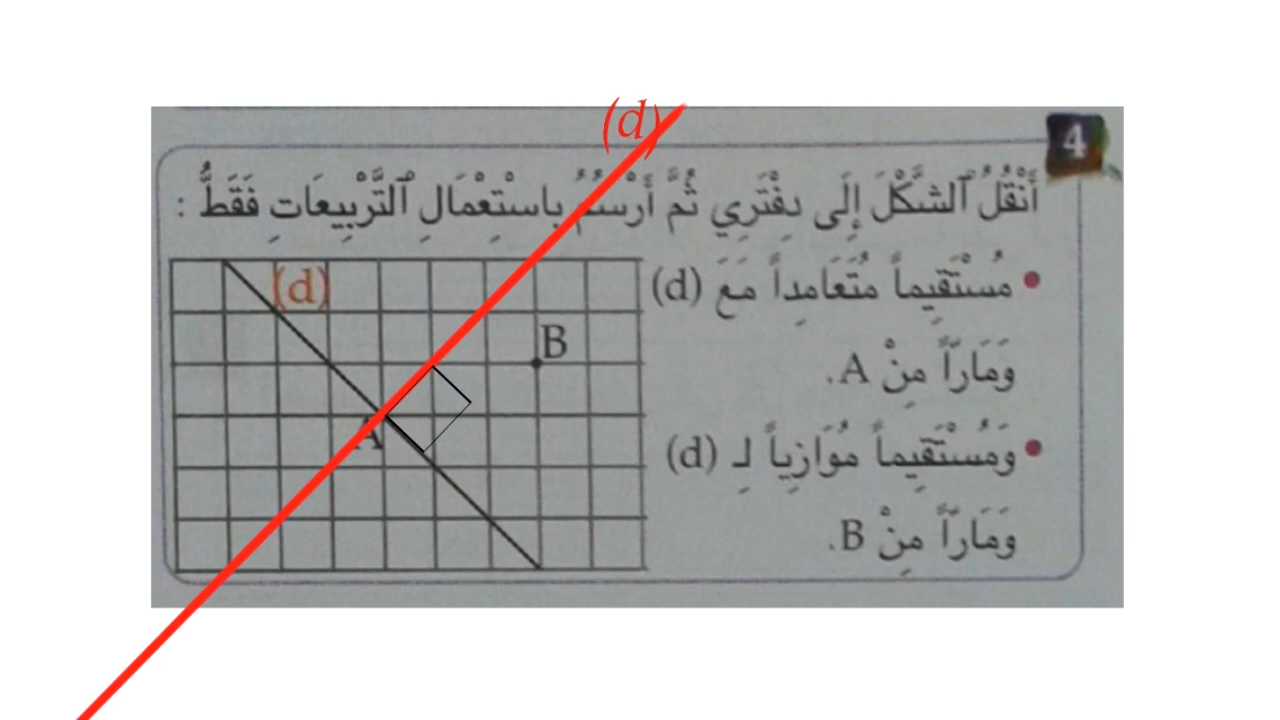 (d)
4
أَنْقُلُ ٱلشَّكْلَ إِلَى دِفْتَرِي ثُمَّ أَرْسُمُ بِاسْتِعْمَالِ ٱلتَّرْبِيعَاتِ فَقَطُّ :
• مُسْتَقِيماً مُتَعَامِداً مَعَ (d)
وَمَارّاً مِنْ A.
• وَمُسْتَقِيماً مُوَازِياً لِـ (d)
وَمَارّاً مِنْ B.
(d)
B
A